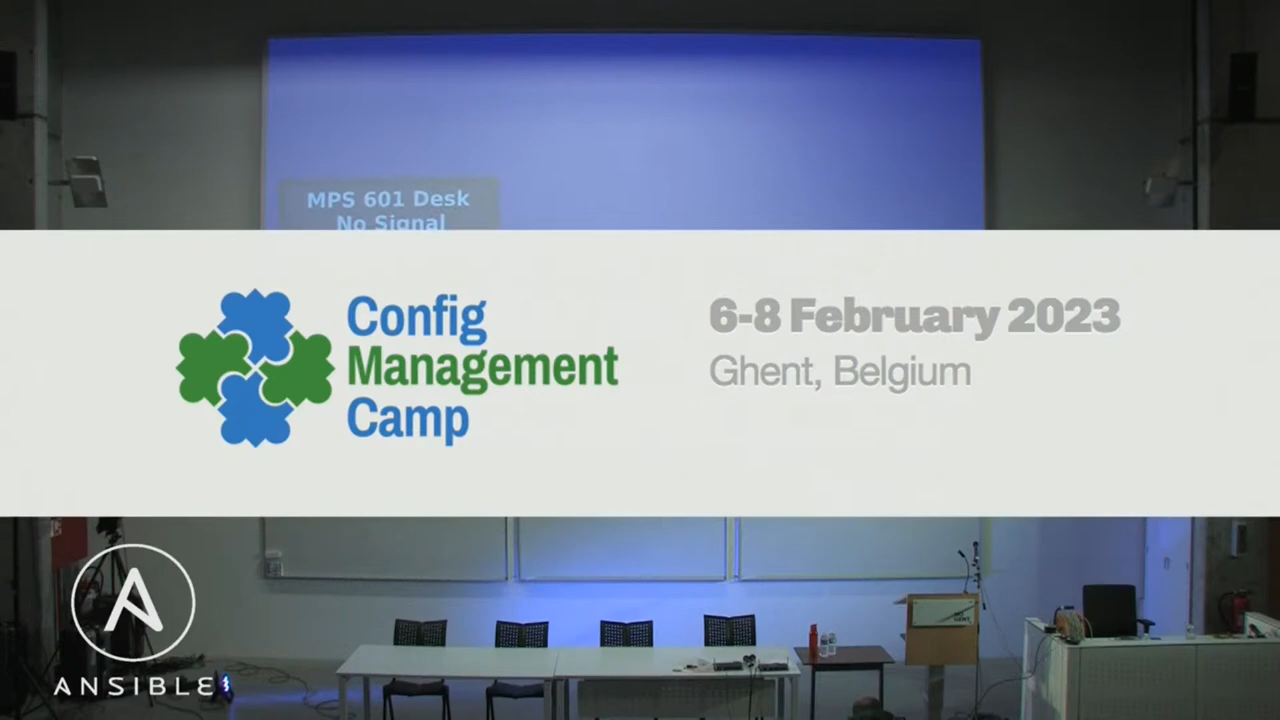 MPS 601 Desk
No Signal
Config
Management
Camp
6-8 February 2023
Ghent, Belgium
ANSIBLE